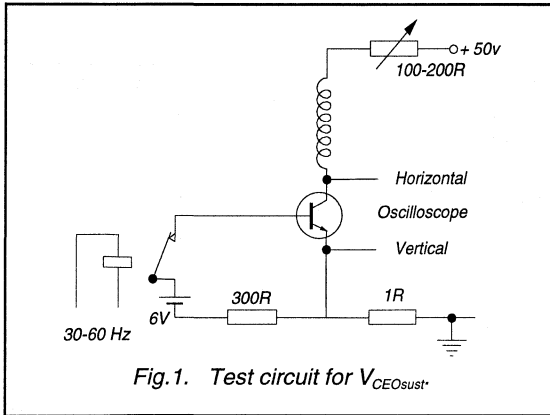 + 50v
100-200R
Horizontal
Oscilloscope
Vertical
300R
1R
6V
30-60 Hz
Fig.1. Test circuit for VCEOsust.